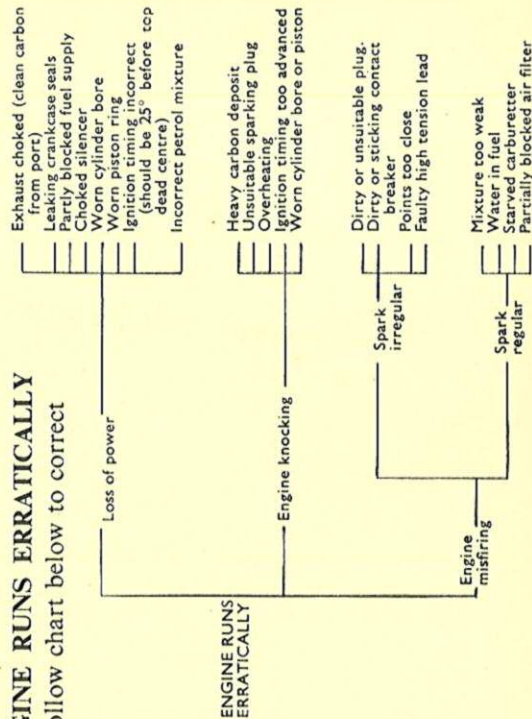 GINE RUNS ERRATICALLY
ollow chart below to correct
ENGINE RUNS
ERRATICALLY
Loss of power
Exhaust choked (clean carbon
from port)
Leaking crankcase seals
Partly blocked fuel supply
Choked silencer
Worn cylinder bore
Worn piston ring
Ignition timing incorrect
(should be 25° before top
dead centre)
Incorrect petrol mixture
Engine knocking
Heavy carbon deposit
Unsuitable sparking plug
Overheating
Ignition timing too advanced
Worn cylinder bore or piston
Engine
misfiring
Spark
irregular
Dirty or unsuitable plug.
Dirty or sticking contact
breaker
Points too close
Faulty high tension lead
Spark
regular
Mixture too weak
Water in fuel
Starved carburetter
Partially blocked air filter